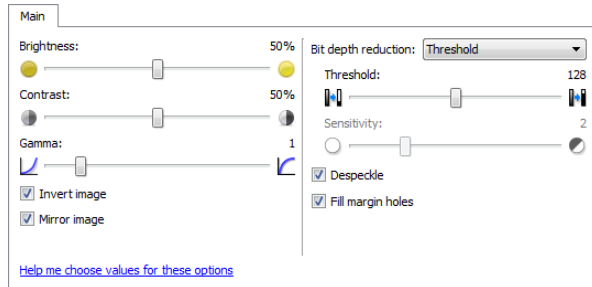 Main
Brightness: 50%
Contrast: 50%
Gamma: 1
Invert image
Mirror image
Help me choose values for these options
Bit depth reduction: Threshold
Threshold: 128
Sensitivity: 2
Despeckle
Fill margin holes